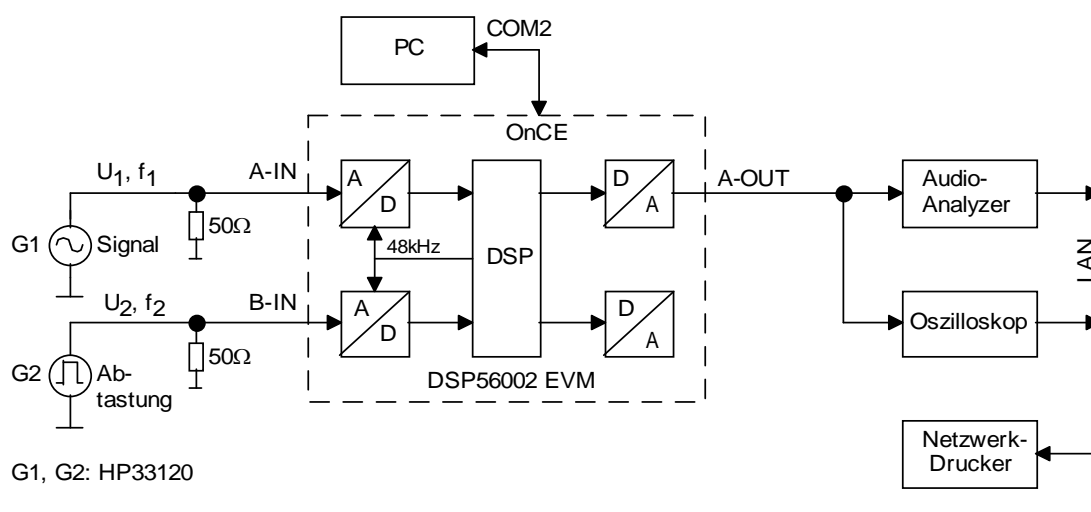 PC
COM2
OnCE
U1, f1
A-IN
A
D
D
A
A-OUT
Audio-
Analyzer
50Ω
G1
Signal
48kHz
DSP
LAN
U2, f2
B-IN
A
D
D
A
Oszilloskop
50Ω
G2
Ab-
tastung
DSP56002 EVM
Netzwerk-
Drucker
G1, G2: HP33120